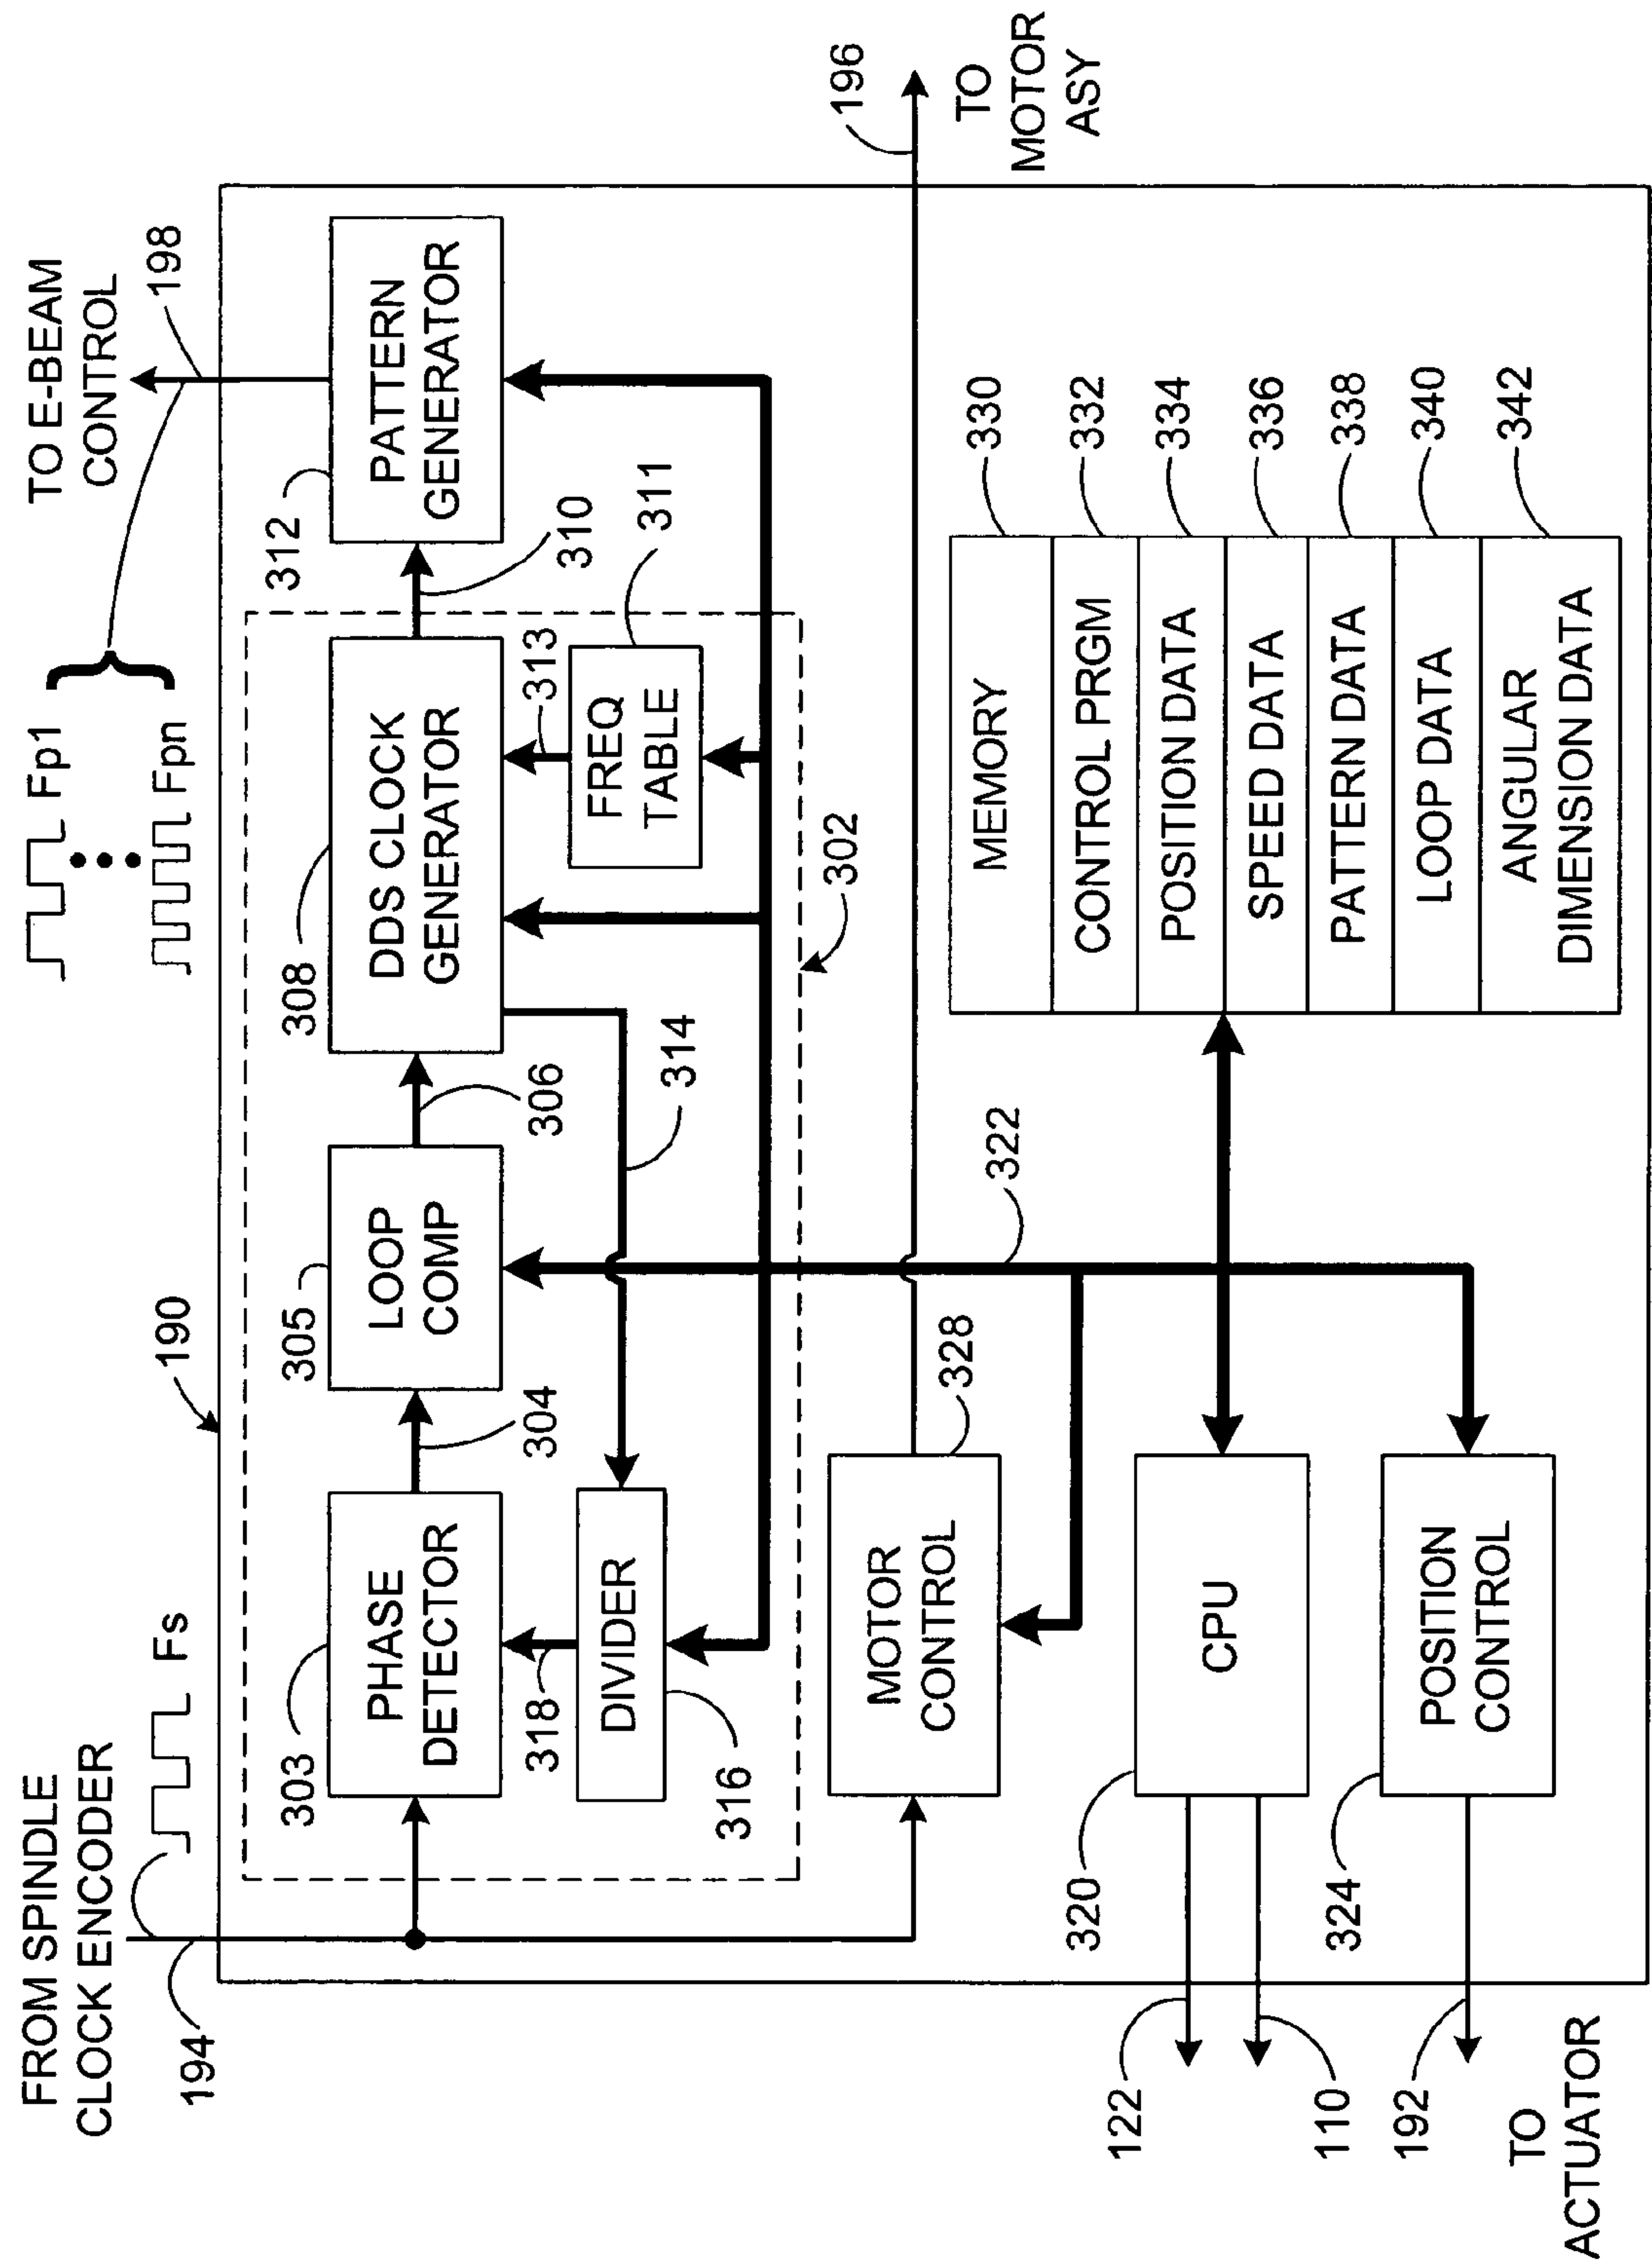 FROM SPINDLE
CLOCK ENCODER
194
Fs
190
Fp1
Fpn
TO E-BEAM
CONTROL
198
303
PHASE
DETECTOR
304
305
LOOP
COMP
306
308
DDS CLOCK
GENERATOR
310
312
PATTERN
GENERATOR
318
DIVIDER
316
314
313
FREQ
TABLE
311
302
MOTOR
CONTROL
328
322
196
TO
MOTOR
ASY
320
CPU
122
110
324
POSITION
CONTROL
192
TO
ACTUATOR
MEMORY
330
CONTROL PRGM
332
POSITION DATA
334
SPEED DATA
336
PATTERN DATA
338
LOOP DATA
340
ANGULAR
DIMENSION DATA
342